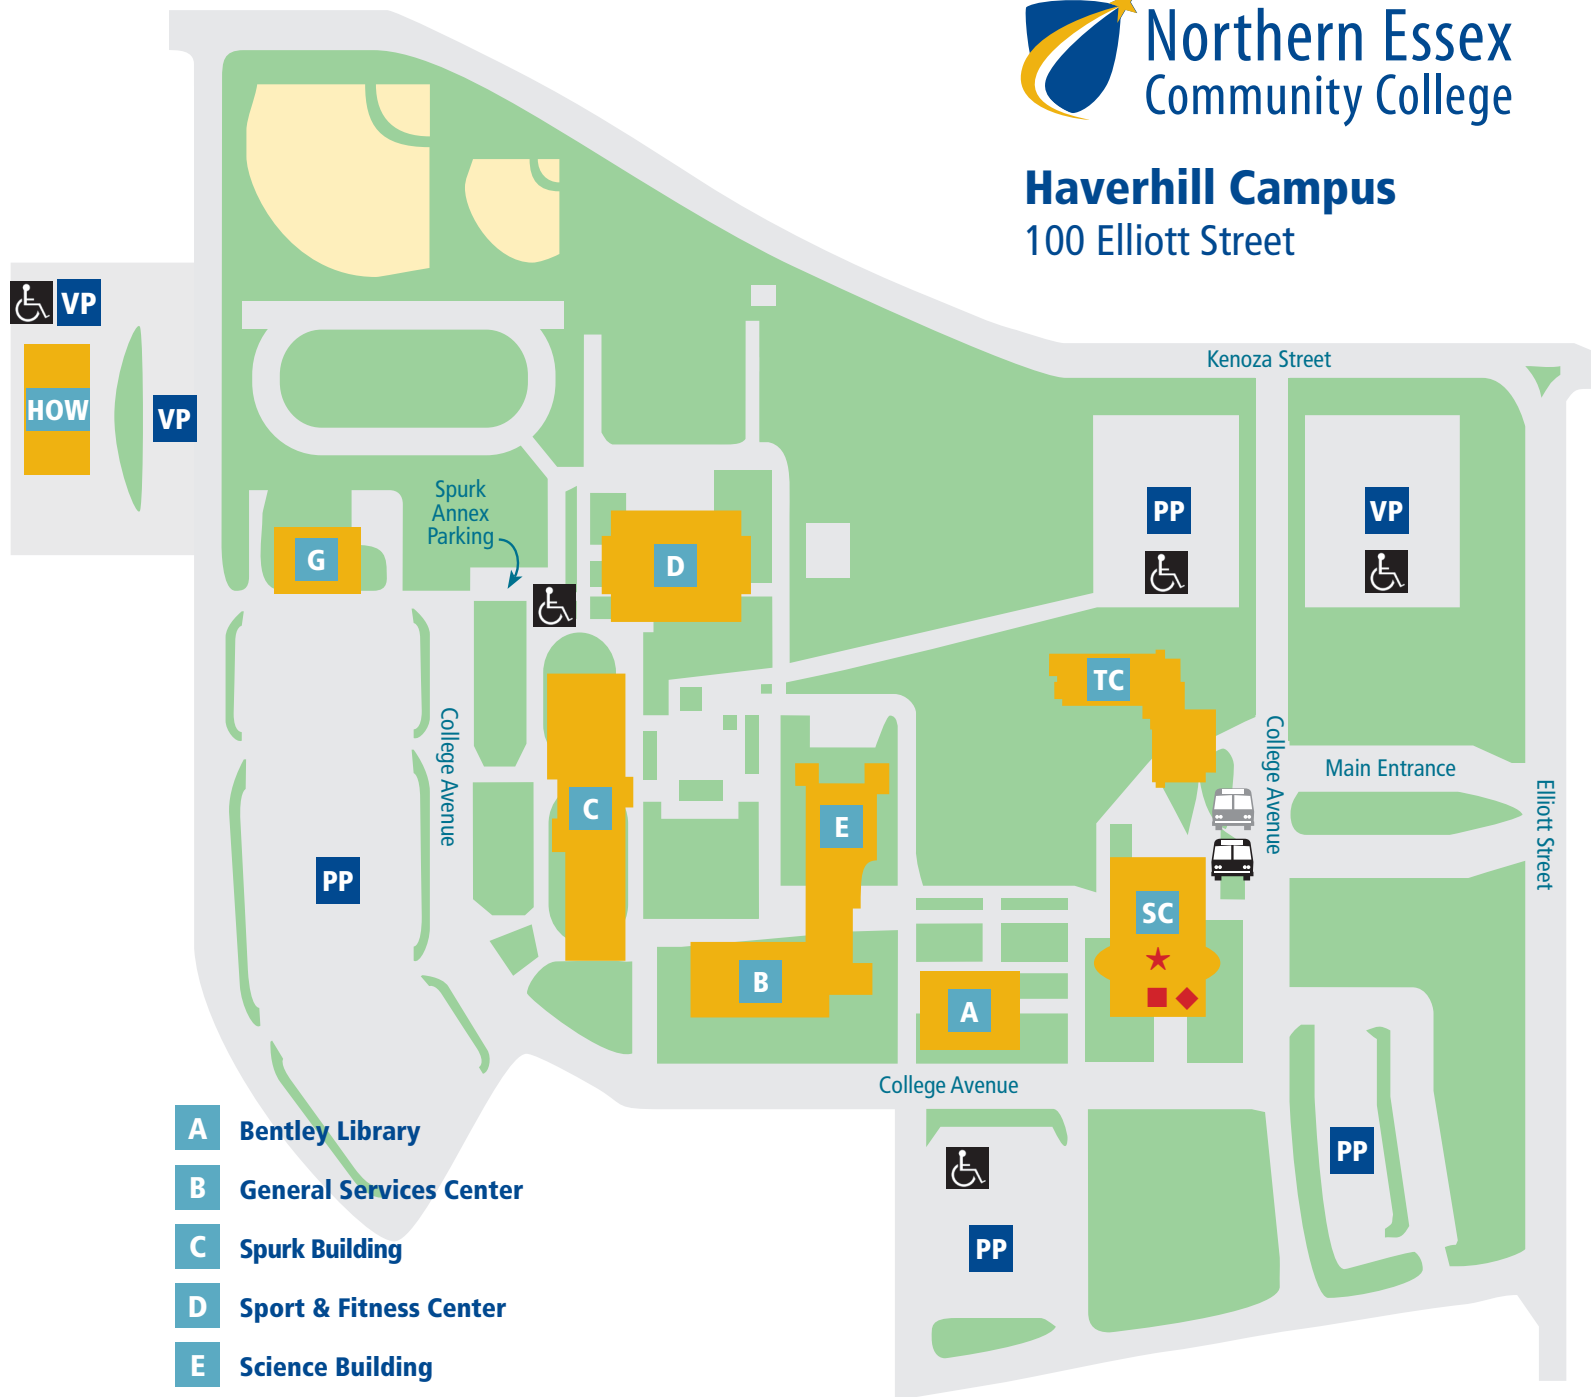 Northern Essex
Community College
Haverhill Campus
100 Elliott Street
VP
HOW
VP
Kenoza Street
Spurk
Annex
Parking
PP
VP
G
D
TC
College Avenue
College Avenue
Main Entrance
Elliott Street
C
E
PP
SC
B
A
College Avenue
PP
PP
A Bentley Library
B General Services Center
C Spurk Building
D Sport & Fitness Center
E Science Building